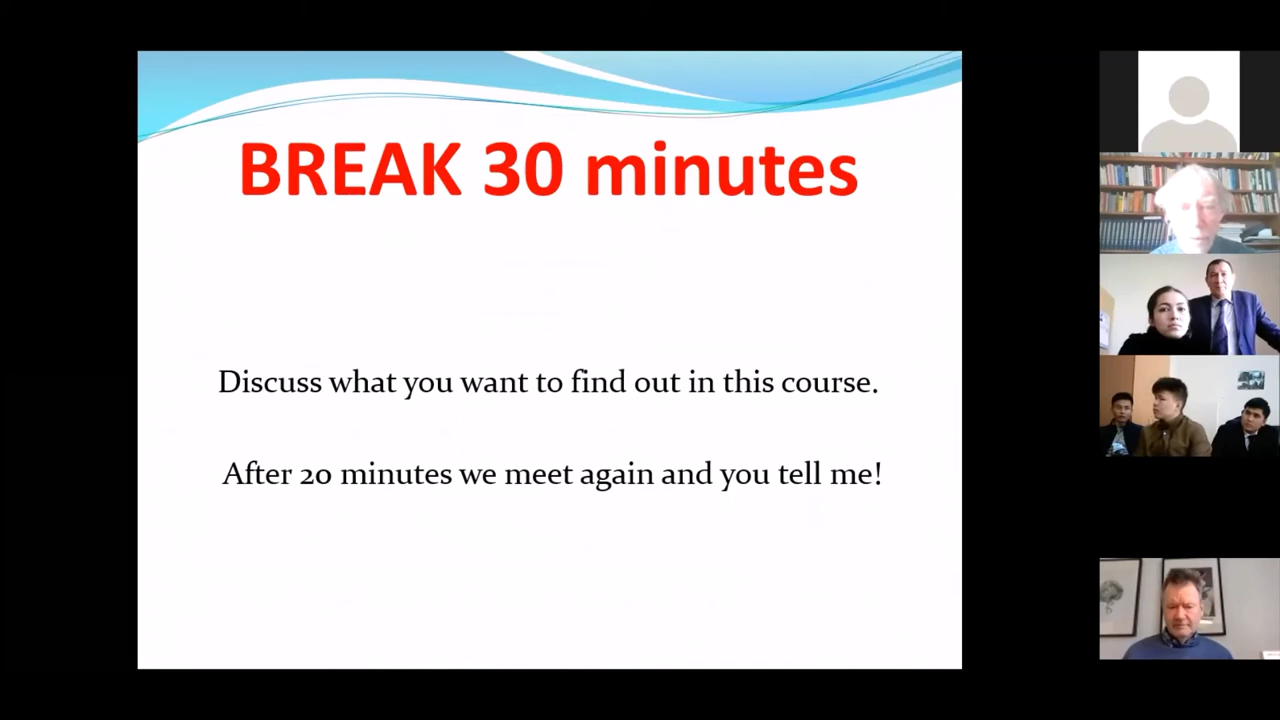 BREAK 30 minutes
Discuss what you want to find out in this course.
After 20 minutes we meet again and you tell me!